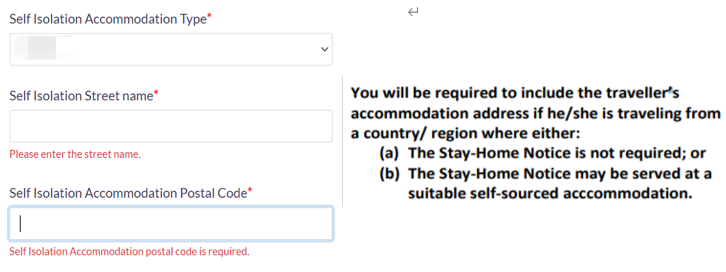 Self Isolation Accommodation Type*
Self Isolation Street name*
Please enter the street name.
Self Isolation Accommodation Postal Code*
Self Isolation Accommodation postal code is required.
You will be required to include the traveller's
accommodation address if he/she is traveling from
a country/ region where either:
(a) The Stay-Home Notice is not required; or
(b) The Stay-Home Notice may be served at a
suitable self-sourced acccommodation.